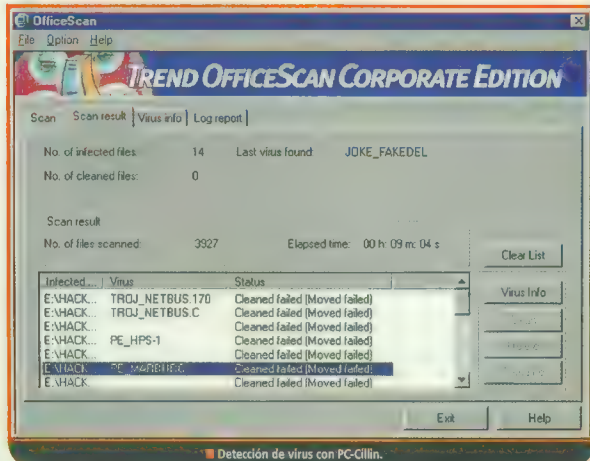 OfficeScan
File Option Help
TREND OFFICESCAN CORPORATE EDITION
Scan Scan result Virus info Log report
No. of infected files: 14 Last virus found: JOKE_FAKEDEL
No. of cleaned files: 0
Scan result
No. of files scanned: 3927 Elapsed time: 00 h: 09 m: 04 s
Clear List
Infected... Virus Status
Virus Info
E:\HACK... TROJ_NETBUS.170 Cleaned failed (Moved failed)
E:\HACK... TROJ_NETBUS.C Cleaned failed (Moved failed)
E:\HACK... Cleaned failed (Moved failed)
E:\HACK... PE_HPS-1 Cleaned failed (Moved failed)
E:\HACK... Cleaned failed (Moved failed)
E:\HACK... Cleaned failed (Moved failed)
E:\HACK... Cleaned failed (Moved failed)
Exit Help
Detección de virus con PC-Cillin.